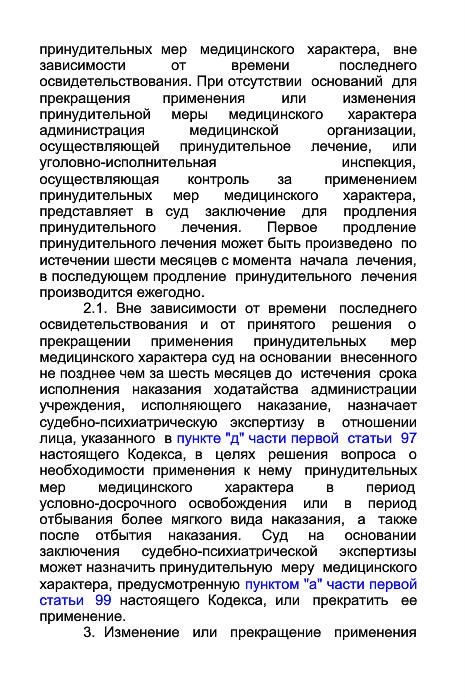 принудительных мер медицинского характера, вне
зависимости от времени последнего
освидетельствования. При отсутствии оснований для
прекращения применения или изменения
принудительной меры медицинского характера
администрация медицинской организации,
осуществляющей принудительное лечение, или
уголовно-исполнительная инспекция,
осуществляющая контроль за применением
принудительных мер медицинского характера,
представляет в суд заключение для продления
принудительного лечения. Первое продление
принудительного лечения может быть произведено по
истечении шести месяцев с момента начала лечения,
в последующем продление принудительного лечения
производится ежегодно.
2.1. Вне зависимости от времени последнего
освидетельствования и от принятого решения о
прекращении применения принудительных мер
медицинского характера суд на основании внесенного
не позднее чем за шесть месяцев до истечения срока
исполнения наказания ходатайства администрации
учреждения, исполняющего наказание, назначает
судебно-психиатрическую экспертизу в отношении
лица, указанного в пункте "д" части первой статьи 97
настоящего Кодекса, в целях решения вопроса о
необходимости применения к нему принудительных
мер медицинского характера в период
условно-досрочного освобождения или в период
отбывания более мягкого вида наказания, а также
после отбытия наказания. Суд на основании
заключения судебно-психиатрической экспертизы
может назначить принудительную меру медицинского
характера, предусмотренную пунктом "а" части первой
статьи 99 настоящего Кодекса, или прекратить ее
применение.
3. Изменение или прекращение применения